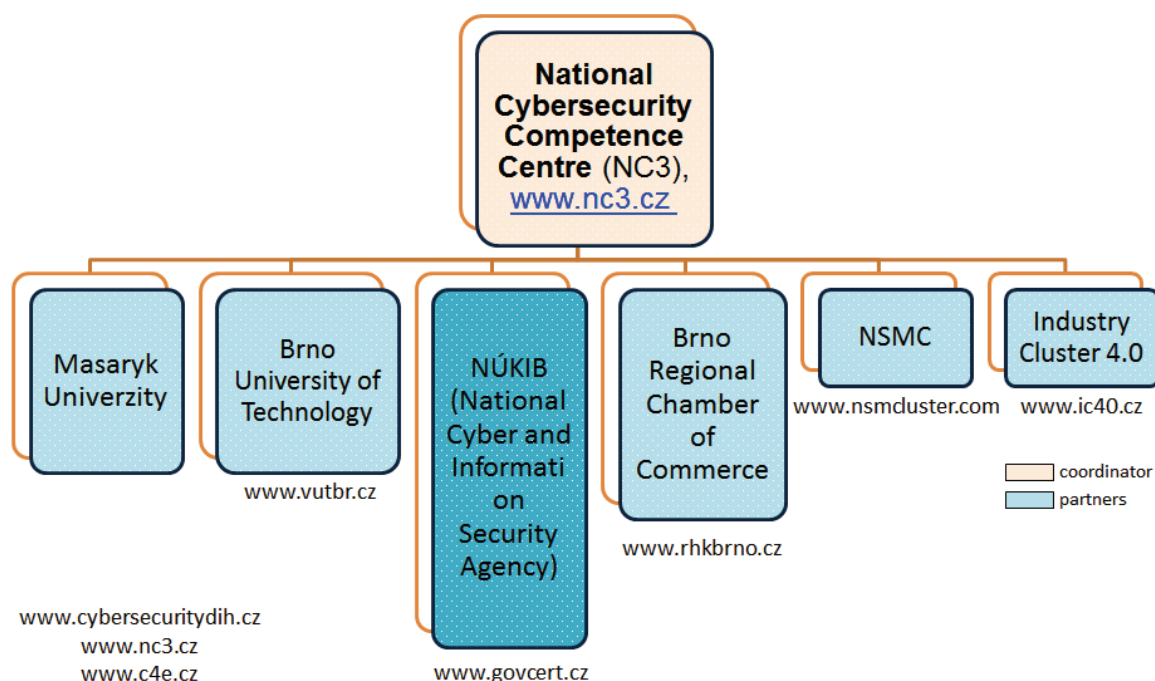 National
Cybersecurity
Competence
Centre (NC3),
www.nc3.cz
Masaryk
Univerzity
Brno
University of
Technology
www.vutbr.cz
NÚKIB
(National
Cyber and
Informati
on
Security
Agency)
www.govcert.cz
Brno
Regional
Chamber
of
Commerce
www.rhkbrno.cz
NSMC
www.nsmcluster.com
Industry
Cluster 4.0
www.ic40.cz
coordinator
partners
www.cybersecuritydih.cz
www.nc3.cz
www.c4e.cz